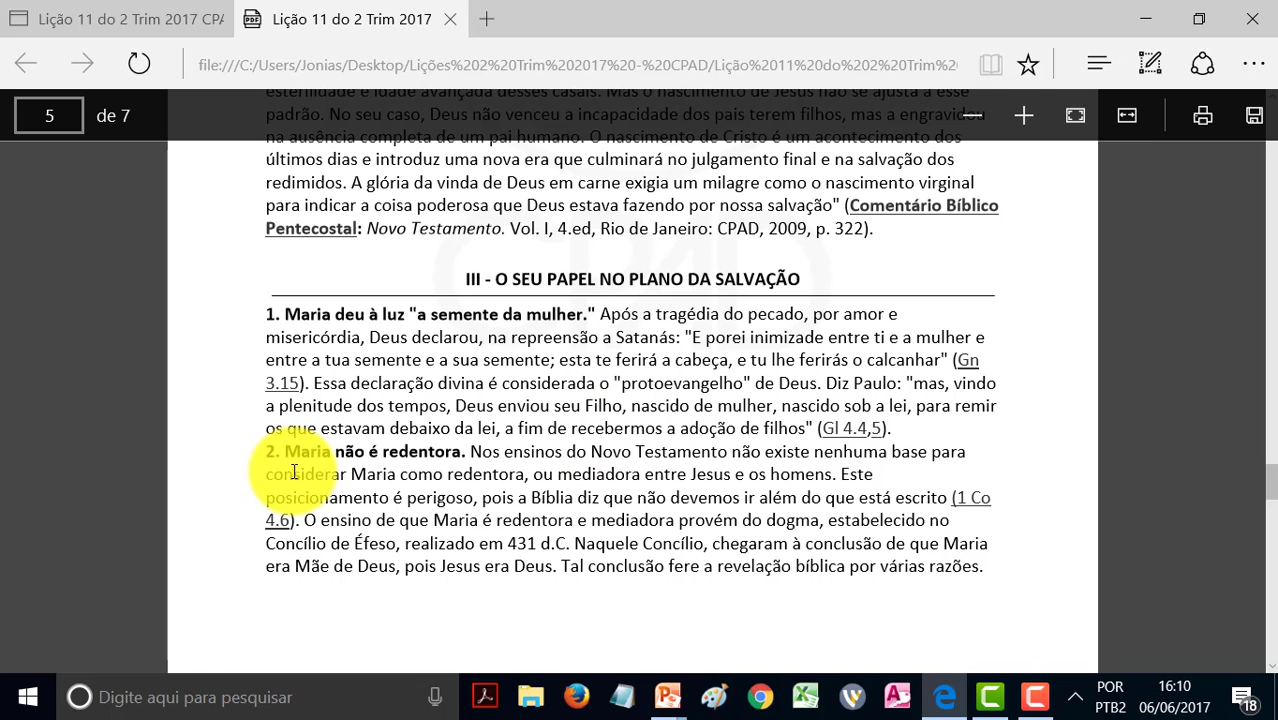 Lição 11 do 2 Trim 2017 CPA
Lição 11 do 2 Trim 2017
file:///C:/Users/Jonias/Desktop/Lições%202%20Trim%202017%20-%20CPAD/Lição%2011%20do%202%20Trim%
5 de 7
esterilidade e idade avançada desses casais. Mas o nascimento de Jesus não se ajusta a esse
padrão. No seu caso, Deus não venceu a incapacidade dos pais terem filhos, mas a engravidou
na ausência completa de um pai humano. O nascimento de Cristo é um acontecimento dos
últimos dias e introduz uma nova era que culminará no julgamento final e na salvação dos
redimidos. A glória da vinda de Deus em carne exigia um milagre como o nascimento virginal
para indicar a coisa poderosa que Deus estava fazendo por nossa salvação" (Comentário Bíblico
Pentecostal: Novo Testamento. Vol. I, 4.ed, Rio de Janeiro: CPAD, 2009, p. 322).
III - O SEU PAPEL NO PLANO DA SALVAÇÃO
1. Maria deu à luz "a semente da mulher." Após a tragédia do pecado, por amor e
misericórdia, Deus declarou, na repreensão a Satanás: "E porei inimizade entre ti e a mulher e
entre a tua semente e a sua semente; esta te ferirá a cabeça, e tu lhe ferirás o calcanhar" (Gn
3.15). Essa declaração divina é considerada o "protoevangelho" de Deus. Diz Paulo: "mas, vindo
a plenitude dos tempos, Deus enviou seu Filho, nascido de mulher, nascido sob a lei, para remir
os que estavam debaixo da lei, a fim de recebermos a adoção de filhos" (Gl 4.4,5).
2. Maria não é redentora. Nos ensinos do Novo Testamento não existe nenhuma base para
considerar Maria como redentora, ou mediadora entre Jesus e os homens. Este
posicionamento é perigoso, pois a Bíblia diz que não devemos ir além do que está escrito (1 Co
4.6). O ensino de que Maria é redentora e mediadora provém do dogma, estabelecido no
Concílio de Éfeso, realizado em 431 d.C. Naquele Concílio, chegaram à conclusão de que Maria
era Mãe de Deus, pois Jesus era Deus. Tal conclusão fere a revelação bíblica por várias razões.
Digite aqui para pesquisar
POR
PTB2
16:10
06/06/2017
18